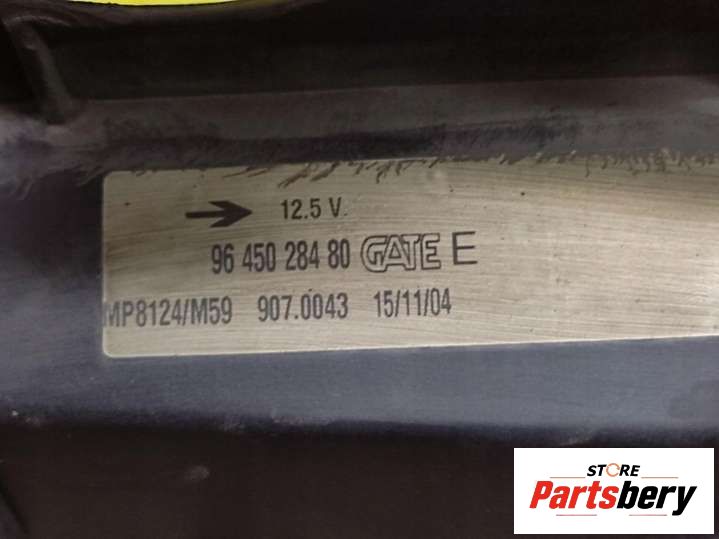 12.5 V.
96 450 284 80 GATE E
MP8124/M59 907.0043 15/11/04
STORE
Partsbery